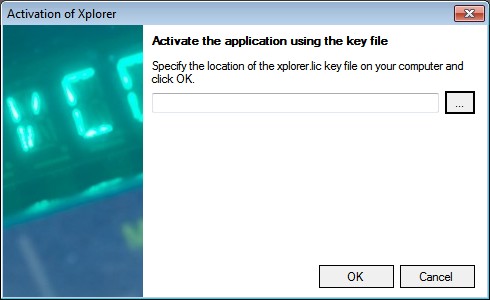 Activation of Xplorer
Activate the application using the key file
Specify the location of the xplorer.lic key file on your computer and
click OK.
...
OK
Cancel